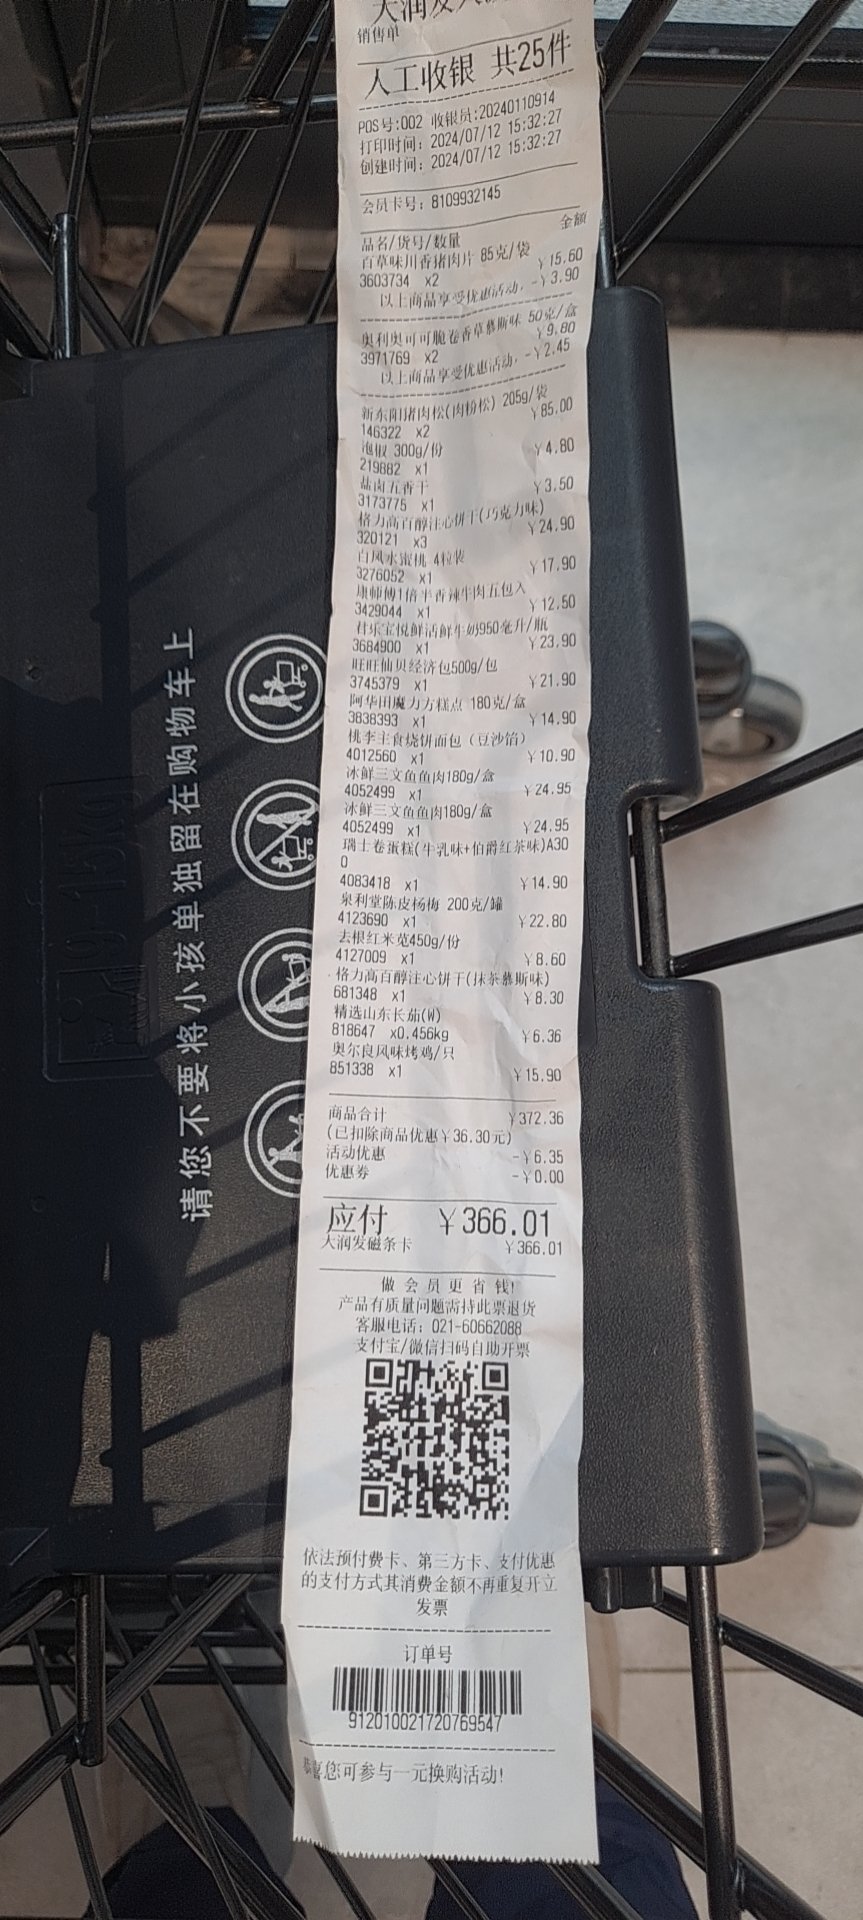 大润发
销售单
人工收银 共25件
POS号:002 收银员:20240110914
打印时间: 2024/07/12 15:32:27
创建时间: 2024/07/12 15:32:27
会员卡号: 8109932145
品名/货号/数量 金额
百草味川香猪肉片 85克/袋
3603734 x2 ￥15.60
以上商品享受优惠活动, -￥3.90
奥利奥可可脆卷香草慕斯味 50克/盒
3971769 x2 ￥9.80
以上商品享受优惠活动, -￥2.45
新东阳猪肉松(肉粉松) 205g/袋
146322 x2 ￥85.00
泡椒 300g/份
219882 x1 ￥4.80
盐卤五香干
3173775 x1 ￥3.50
格力高百醇注心饼干(巧克力味)
320121 x3 ￥24.90
白凤水蜜桃 4粒装
3276052 x1 ￥17.90
康师傅1倍半香辣牛肉五包入
3429044 x1 ￥12.50
君乐宝悦鲜活鲜牛奶950毫升/瓶
3684900 x1 ￥23.90
旺旺仙贝经济包500g/包
3745379 x1 ￥21.90
阿华田魔力方糕点 180克/盒
3838393 x1 ￥14.90
桃李主食烧饼面包（豆沙馅）
4012560 x1 ￥10.90
冰鲜三文鱼鱼肉180g/盒
4052499 x1 ￥24.95
冰鲜三文鱼鱼肉180g/盒
4052499 x1 ￥24.95
瑞士卷蛋糕(牛乳味+伯爵红茶味)A30
0
4083418 x1 ￥14.90
泉利堂陈皮杨梅 200克/罐
4123690 x1 ￥22.80
去根红米苋450g/份
4127009 x1 ￥8.60
格力高百醇注心饼干(抹茶慕斯味)
681348 x1 ￥8.30
精选山东长茄(W)
818647 x0.456kg ￥6.36
奥尔良风味烤鸡/只
851338 x1 ￥15.90
商品合计 ￥372.36
(已扣除商品优惠￥36.30元)
活动优惠 -￥6.35
优惠券 -￥0.00
应付 ￥366.01
大润发磁条卡 ￥366.01
做会员更省钱!
产品有质量问题需持此票退货
客服电话: 021-60662088
支付宝/微信扫码自助开票
依法预付费卡、第三方卡、支付优惠
的支付方式其消费金额不再重复开立
发票
订单号
912010021720769547
恭喜您可参与一元换购活动!
请您不要将小孩单独留在购物车上